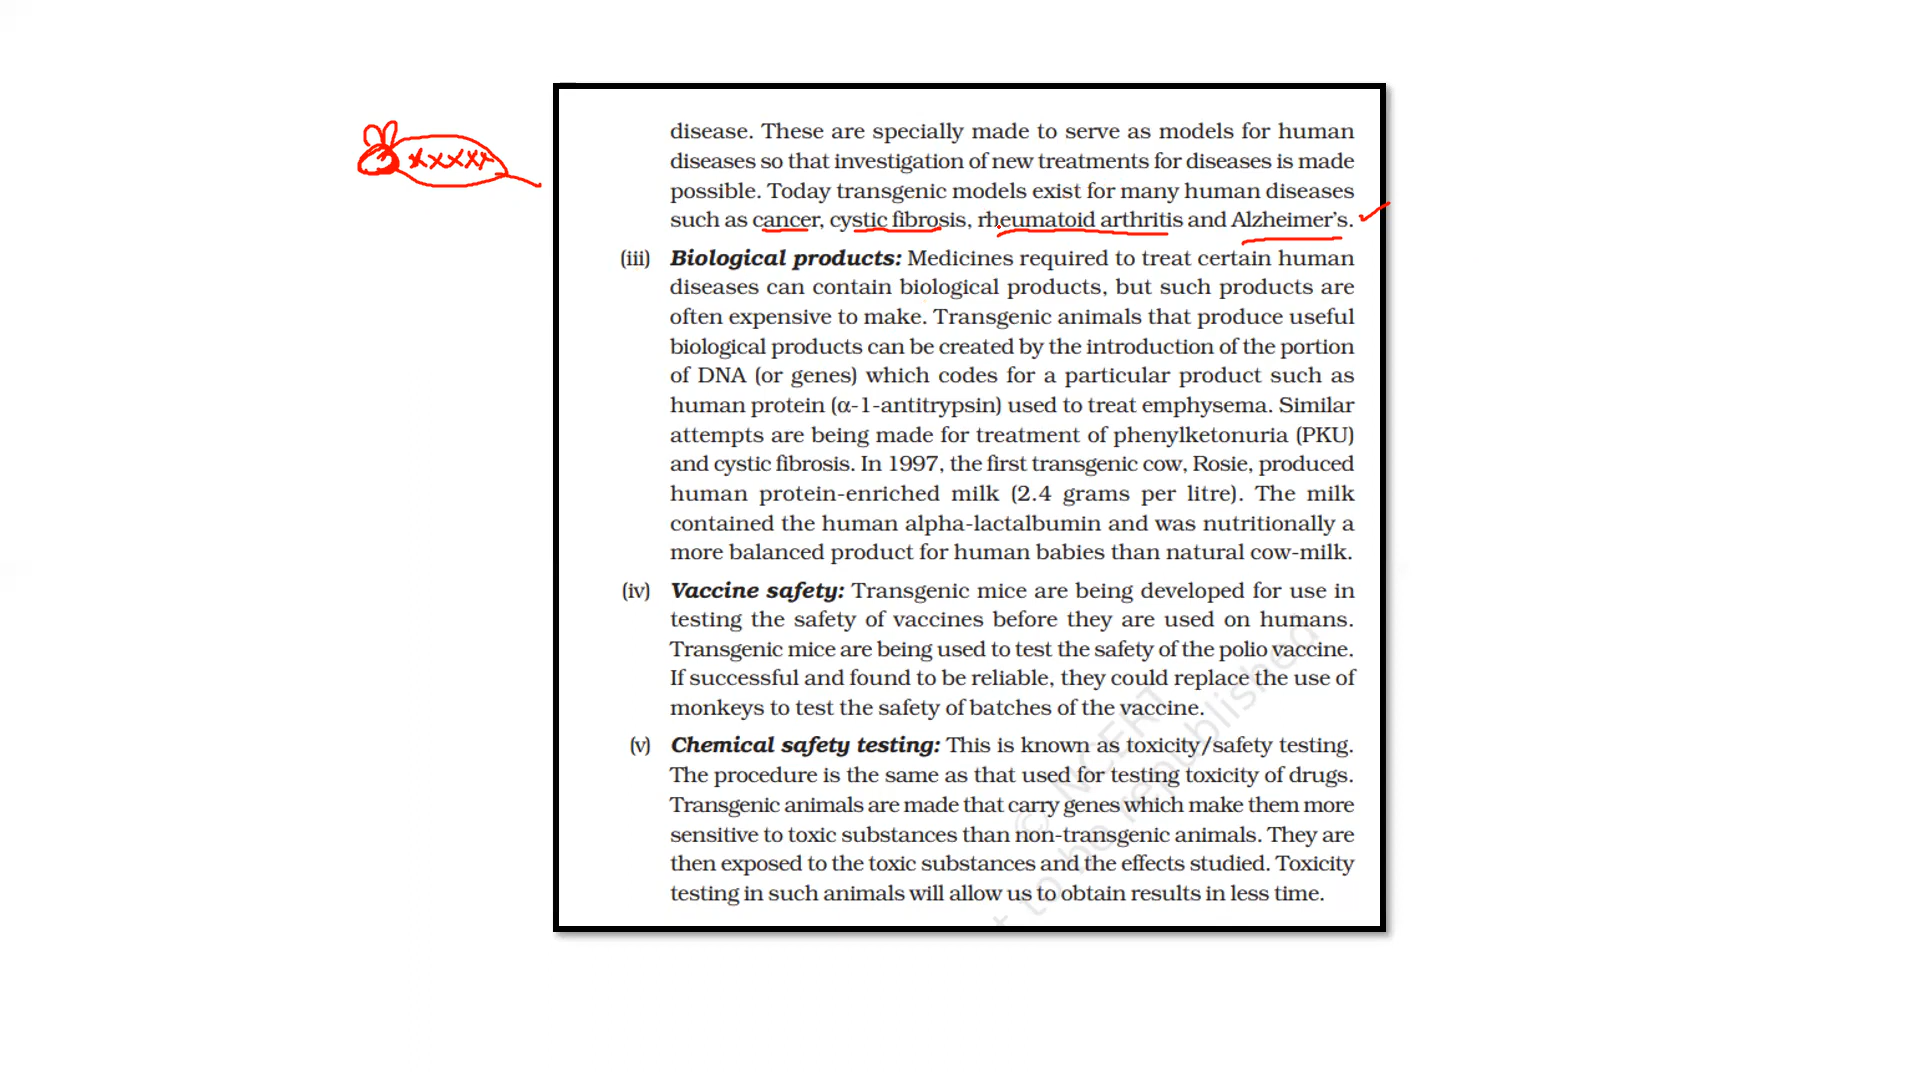 xxxxx
disease. These are specially made to serve as models for human
diseases so that investigation of new treatments for diseases is made
possible. Today transgenic models exist for many human diseases
such as cancer, cystic fibrosis, rheumatoid arthritis and Alzheimer's.
(iii) Biological products: Medicines required to treat certain human
diseases can contain biological products, but such products are
often expensive to make. Transgenic animals that produce useful
biological products can be created by the introduction of the portion
of DNA (or genes) which codes for a particular product such as
human protein (α-1-antitrypsin) used to treat emphysema. Similar
attempts are being made for treatment of phenylketonuria (PKU)
and cystic fibrosis. In 1997, the first transgenic cow, Rosie, produced
human protein-enriched milk (2.4 grams per litre). The milk
contained the human alpha-lactalbumin and was nutritionally a
more balanced product for human babies than natural cow-milk.
(iv) Vaccine safety: Transgenic mice are being developed for use in
testing the safety of vaccines before they are used on humans.
Transgenic mice are being used to test the safety of the polio vaccine.
If successful and found to be reliable, they could replace the use of
monkeys to test the safety of batches of the vaccine.
(v) Chemical safety testing: This is known as toxicity/safety testing.
The procedure is the same as that used for testing toxicity of drugs.
Transgenic animals are made that carry genes which make them more
sensitive to toxic substances than non-transgenic animals. They are
then exposed to the toxic substances and the effects studied. Toxicity
testing in such animals will allow us to obtain results in less time.
© NCERT
t to be republished